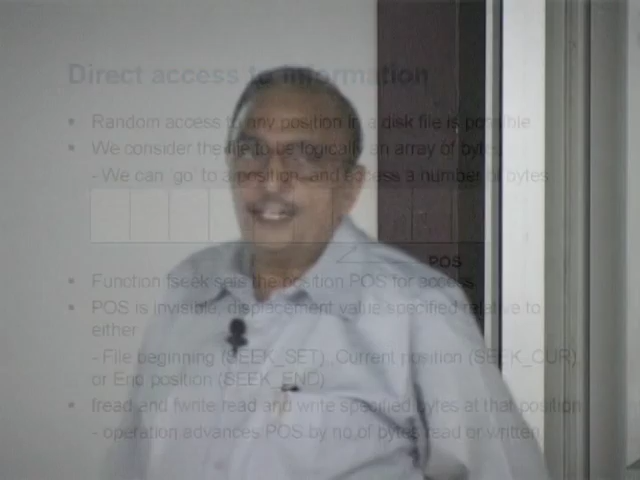 Direct access to information
• Random access to any position in a disk file is possible
• We consider the file to be logically an array of bytes
- We can 'go' to a position, and access a number of bytes
POS
• Function fseek sets the position POS for access
• POS is invisible, displacement value specified relative to
either
- File beginning (SEEK_SET) ,Current position (SEEK_CUR)
or End position (SEEK_END)
• fread and fwrite read and write specified bytes at that position
- operation advances POS by no of bytes read or written